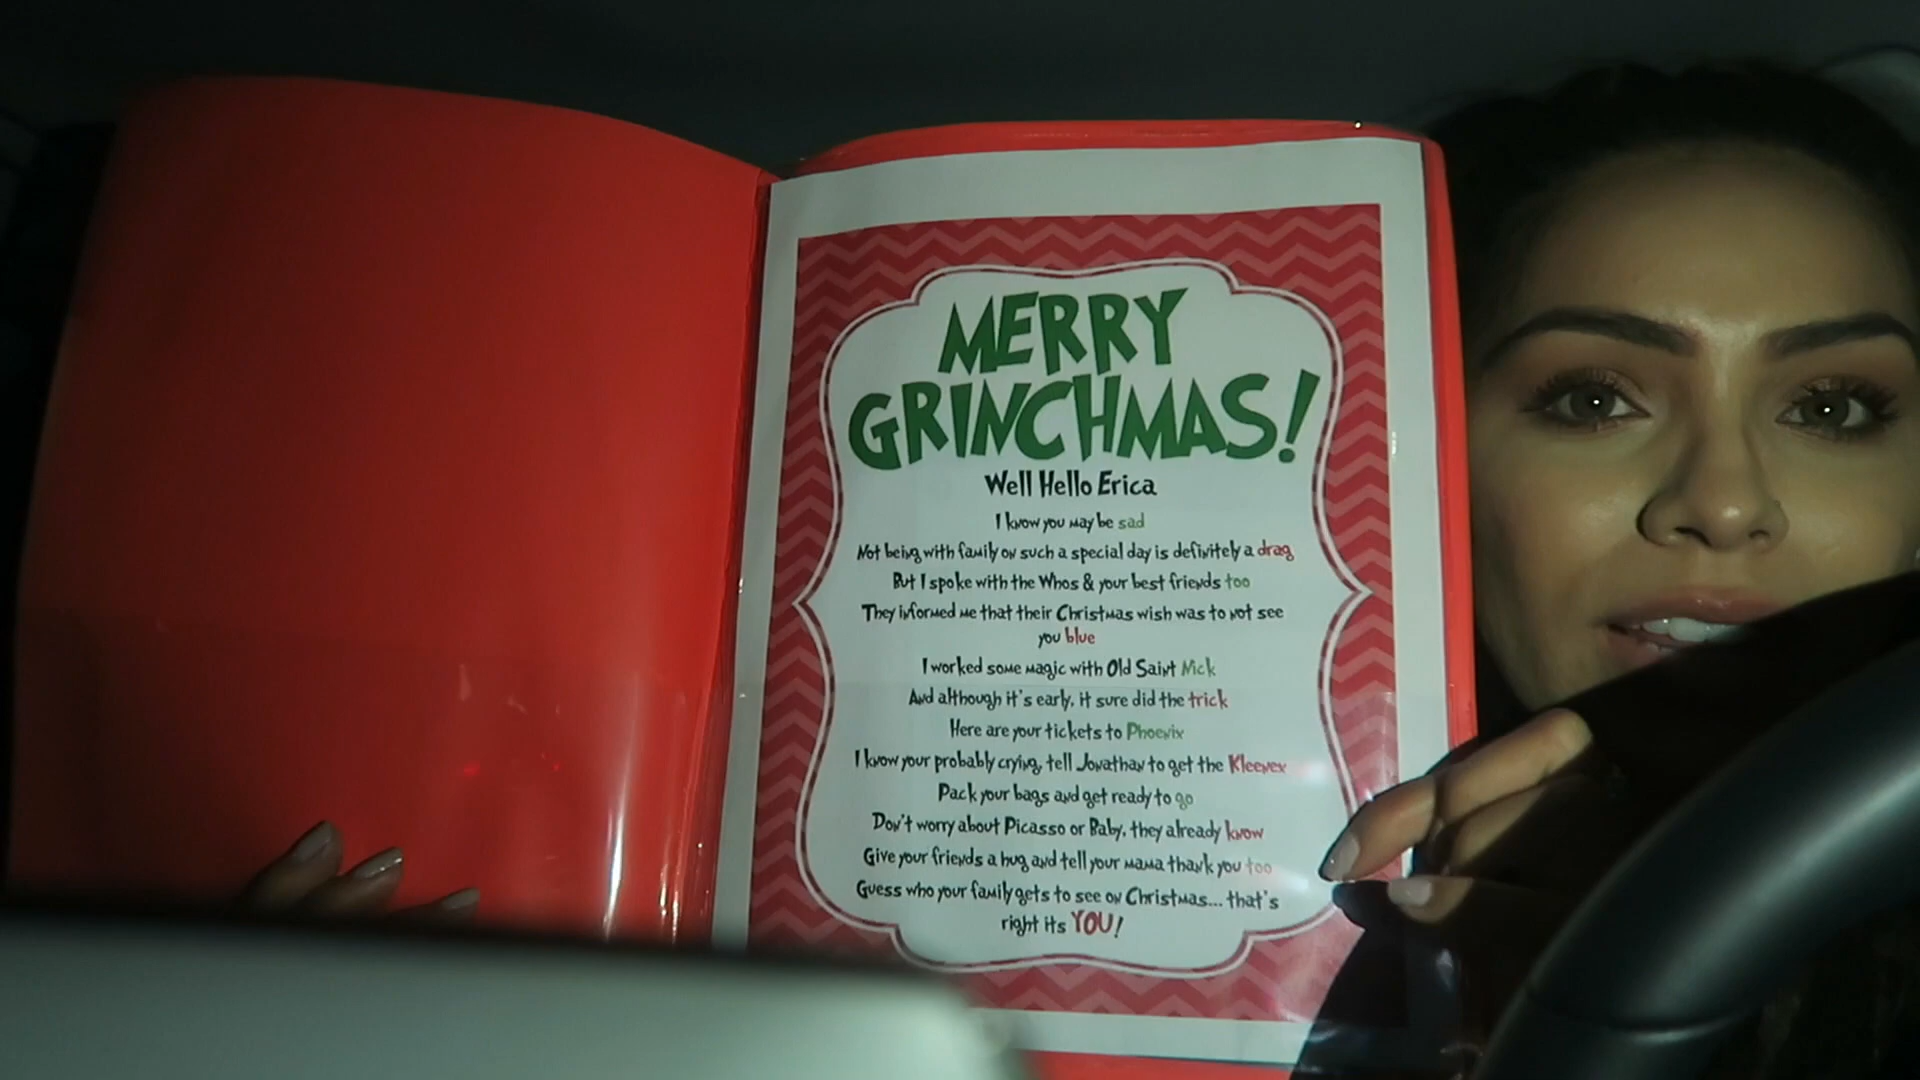 MERRY
GRINCHMAS!
Well Hello Erica
I know you may be sad
Not being with family on such a special day is definitely a drag
But I spoke with the Whos & your best friends too
They informed me that their Christmas wish was to not see
you blue
I worked some magic with Old Saint Nick
And although it's early, it sure did the trick
Here are your tickets to Phoenix
I know your probably crying, tell Jonathan to get the Kleenex
Pack your bags and get ready to go
Don't worry about Picasso or Baby, they already know
Give your friends a hug and tell your mama thank you too
Guess who your family gets to see on Christmas... that's
right its YOU!